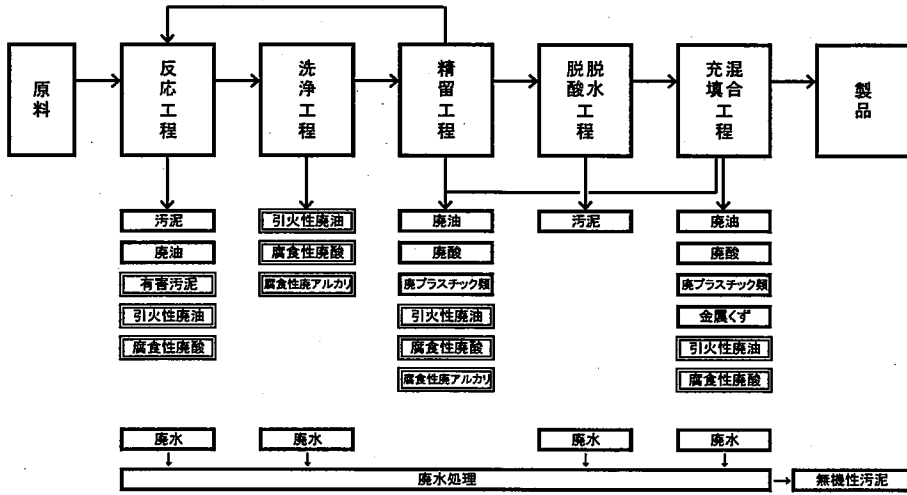 原料
反応工程
洗浄工程
精留工程
脱水
脱酸工程
混合
充填工程
製品
汚泥
廃油
有害汚泥
引火性廃油
腐食性廃酸
引火性廃油
腐食性廃酸
腐食性廃アルカリ
廃油
廃酸
廃プラスチック類
引火性廃油
腐食性廃酸
腐食性廃アルカリ
汚泥
廃油
廃酸
廃プラスチック類
金属くず
引火性廃油
腐食性廃酸
廃水
廃水
廃水
廃水
廃水処理
無機性汚泥